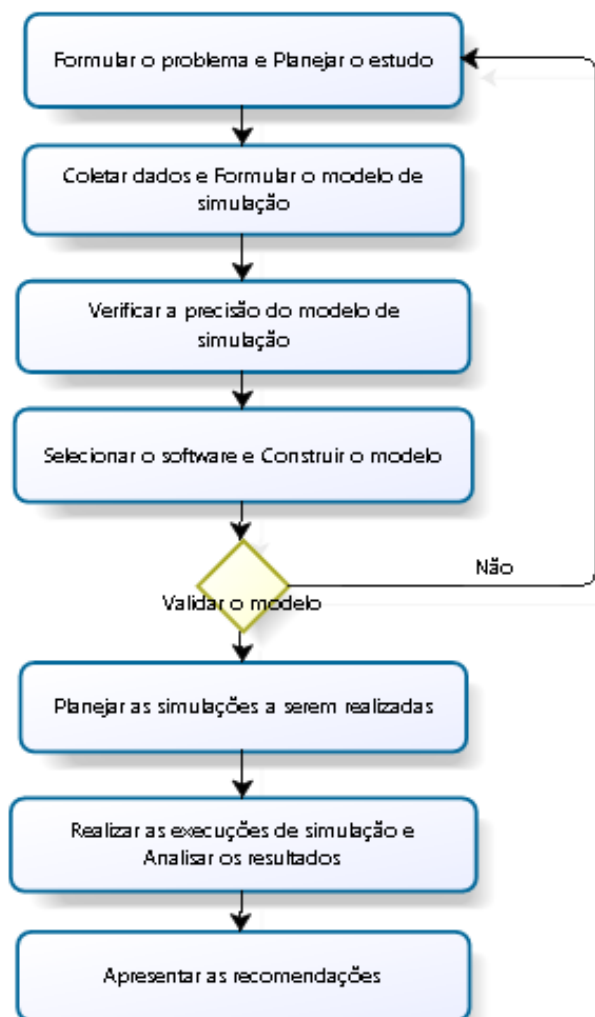 Formular o problema e Planejar o estudo
Coletar dados e Formular o modelo de
simulação
Verificar a precisão do modelo de
simulação
Selecionar o software e Construir o modelo
Não
Validar o modelo
Planejar as simulações a serem realizadas
Realizar as execuções de simulação e
Analisar os resultados
Apresentar as recomendações